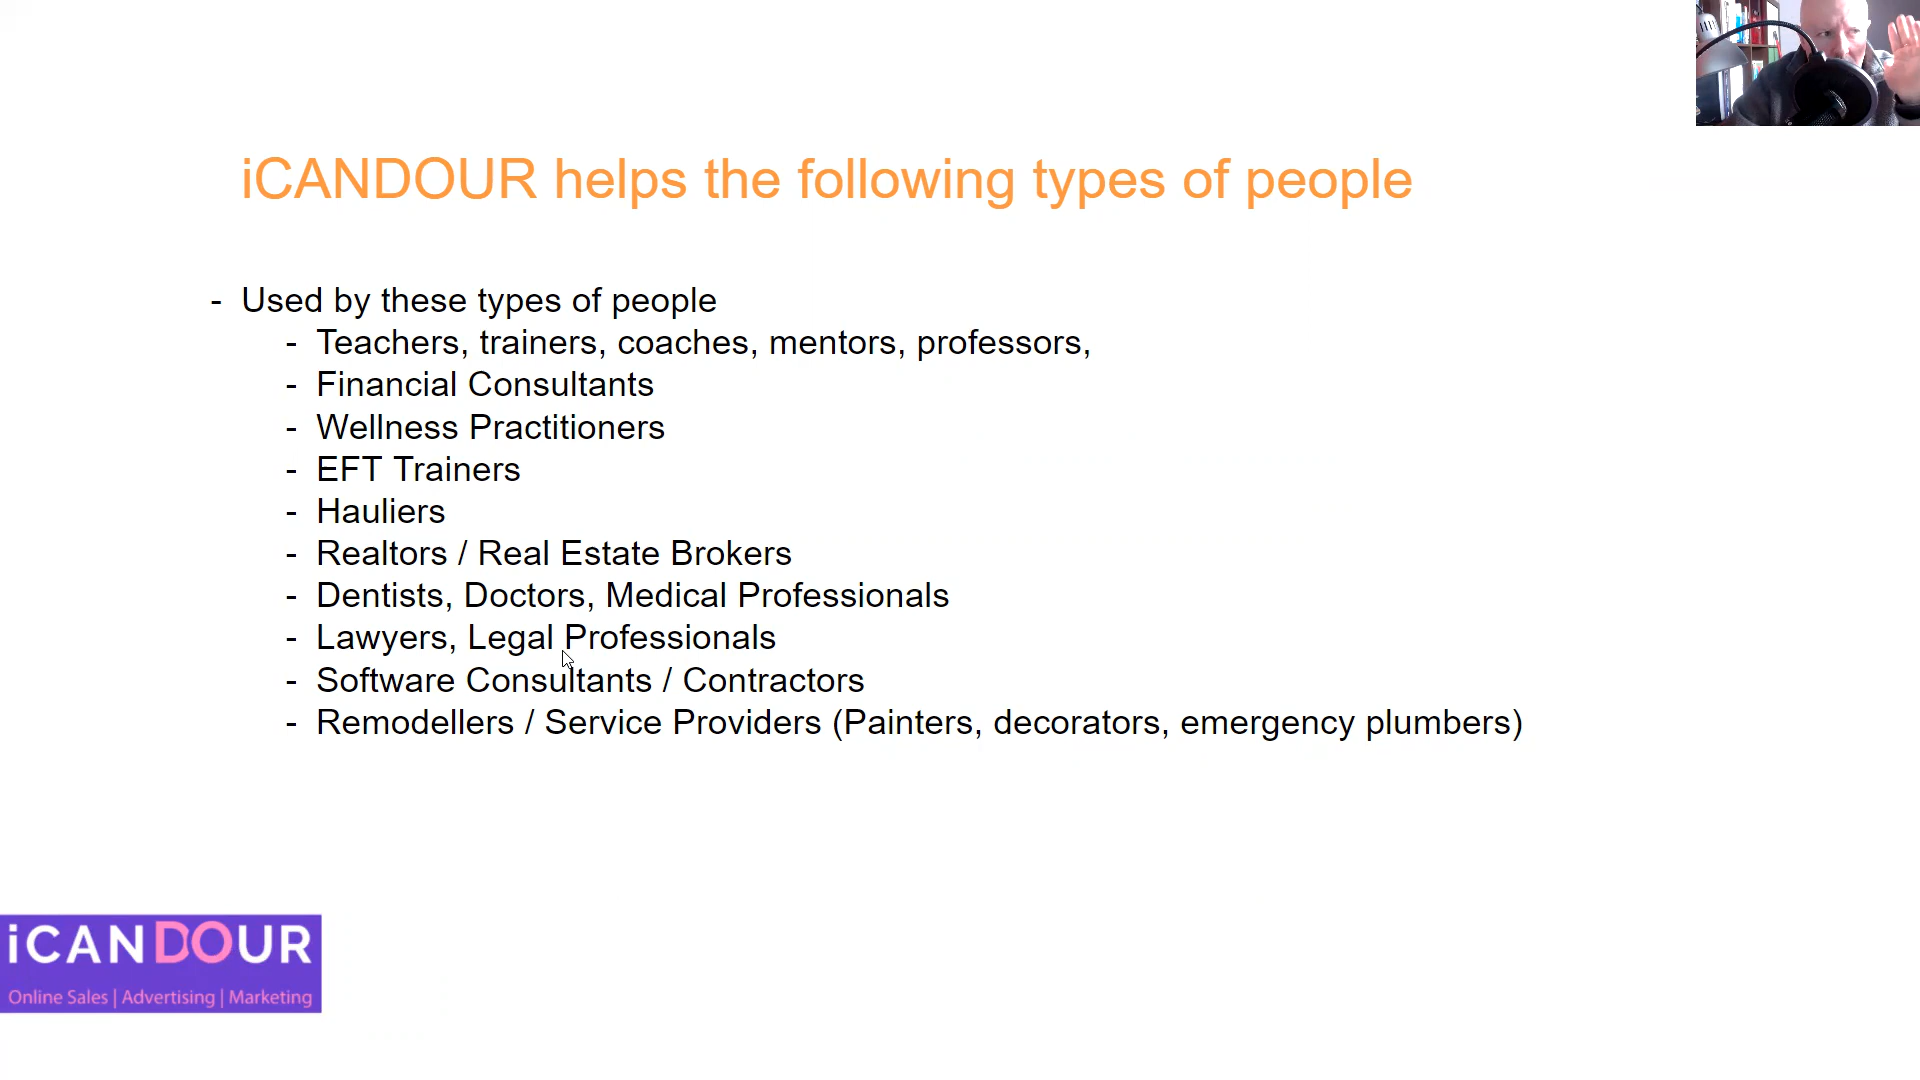 iCANDOUR helps the following types of people
- Used by these types of people
- Teachers, trainers, coaches, mentors, professors,
- Financial Consultants
- Wellness Practitioners
- EFT Trainers
- Hauliers
- Realtors / Real Estate Brokers
- Dentists, Doctors, Medical Professionals
- Lawyers, Legal Professionals
- Software Consultants / Contractors
- Remodellers / Service Providers (Painters, decorators, emergency plumbers)
iCANDOUR
Online Sales | Advertising | Marketing